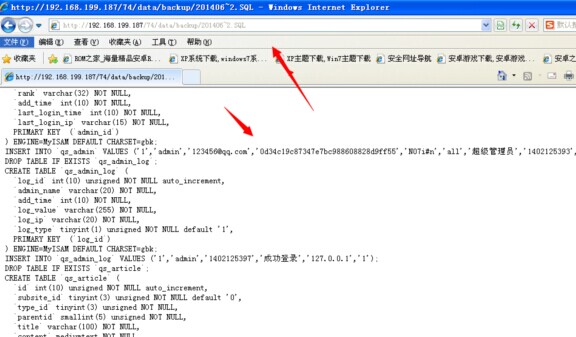 http://192.168.199.187/74/data/backup/201406~2.SQL - Windows Internet Explorer
http://192.168.199.187/74/data/backup/201406~2.SQL
文件(F) 编辑(E) 查看(V) 收藏夹(A) 工具(T) 帮助(H)
收藏夹 ROM之家_海量精品安卓R... XP系统下载,windows7系... XP主题下载,Win7主题下载 安全网址导航 安卓游戏下载,安卓游...
http://192.168.199.187/74/data/backup/201...
`rank` varchar(32) NOT NULL,
`add_time` int(10) NOT NULL,
`last_login_time` int(10) NOT NULL,
`last_login_ip` varchar(15) NOT NULL,
PRIMARY KEY (`admin_id`)
) ENGINE=MyISAM DEFAULT CHARSET=gbk;
INSERT INTO `qs_admin` VALUES ('1','admin','123456@qq.com','0d34c19c87347e7bc988608828d9ff55','N07i#n','all','超级管理员','1402125393',
DROP TABLE IF EXISTS `qs_admin_log`;
CREATE TABLE `qs_admin_log` (
`log_id` int(10) unsigned NOT NULL auto_increment,
`admin_name` varchar(20) NOT NULL,
`add_time` int(10) NOT NULL,
`log_value` varchar(255) NOT NULL,
`log_ip` varchar(20) NOT NULL,
`log_type` tinyint(1) unsigned NOT NULL default '1',
PRIMARY KEY (`log_id`)
) ENGINE=MyISAM DEFAULT CHARSET=gbk;
INSERT INTO `qs_admin_log` VALUES ('1','admin','1402125397','成功登录','127.0.0.1','1');
DROP TABLE IF EXISTS `qs_article`;
CREATE TABLE `qs_article` (
`id` int(10) unsigned NOT NULL auto_increment,
`subsite_id` tinyint(3) unsigned NOT NULL default '0',
`type_id` tinyint(3) unsigned NOT NULL,
`parentid` smallint(5) unsigned NOT NULL,
`title` varchar(100) NOT NULL,
`content` mediumtext NOT NULL,